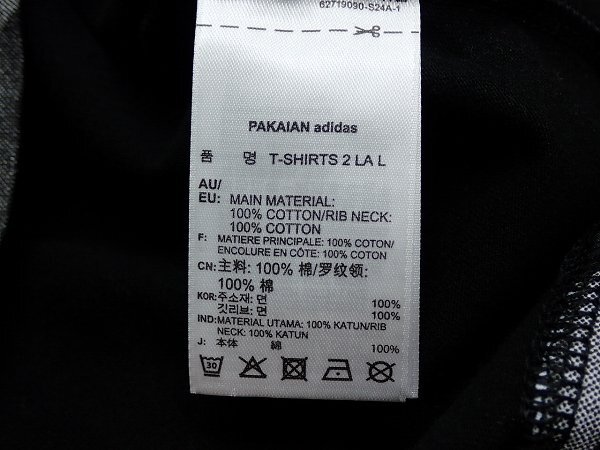 62719090-S24A-1
PAKAIAN adidas
품 명 T-SHIRTS 2 LA L
AU/
EU: MAIN MATERIAL:
100% COTTON/RIB NECK:
100% COTTON
F: MATIERE PRINCIPALE: 100% COTON/
ENCOLURE EN CÔTE: 100% COTON
CN: 主料: 100% 棉/罗纹领:
100% 棉
KOR: 주소재: 면 100%
깃리브: 면 100%
IND: MATERIAL UTAMA: 100% KATUN/RIB
NECK: 100% KATUN
J: 本体 綿 100%
30